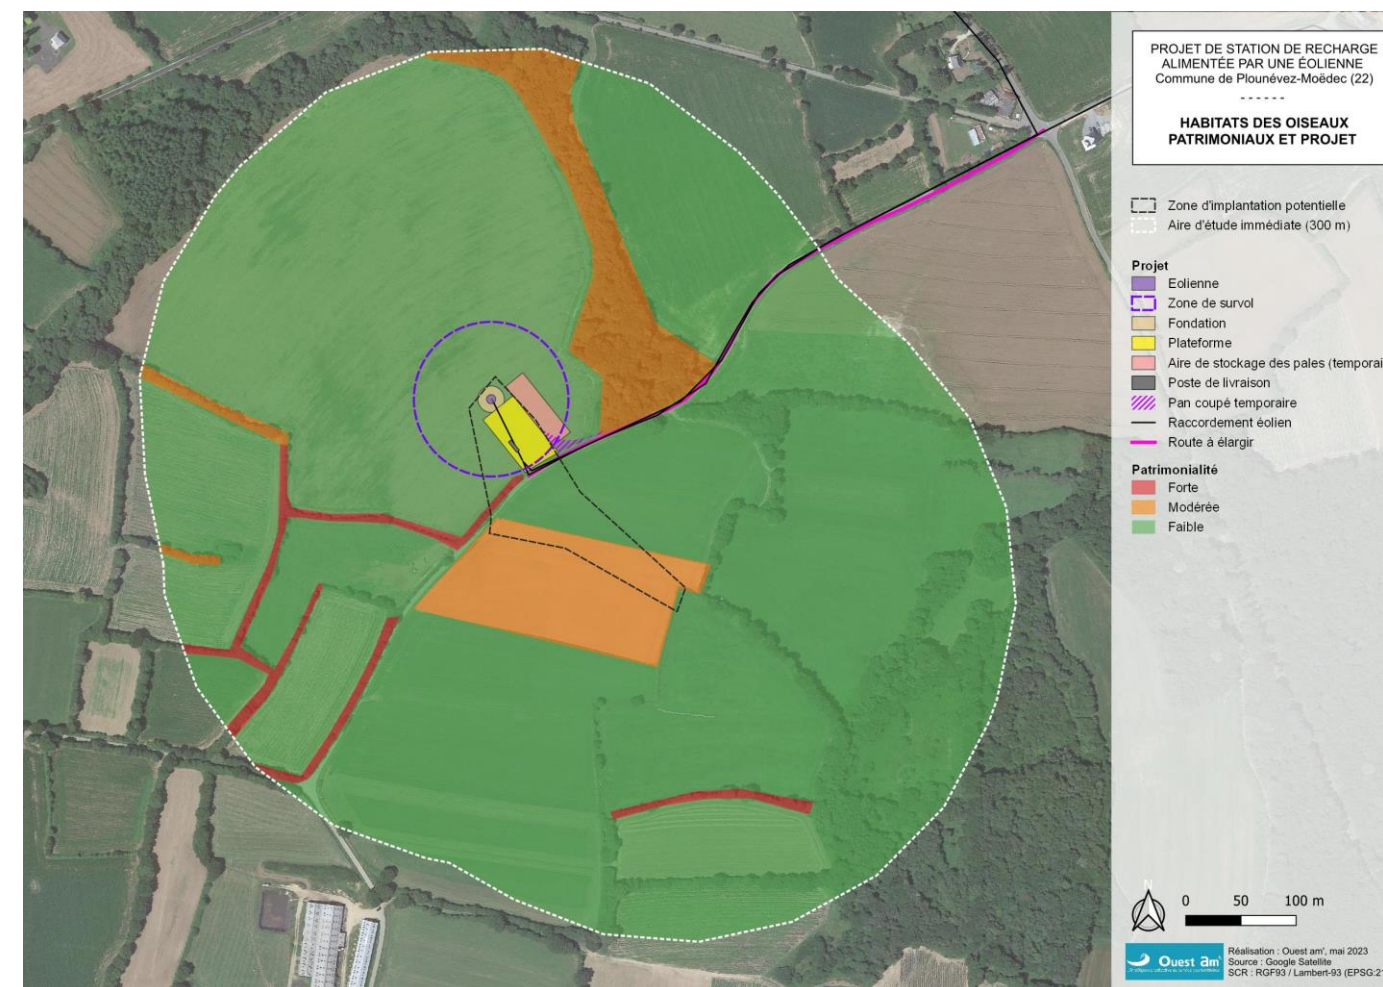 PROJET DE STATION DE RECHARGE
ALIMENTÉE PAR UNE ÉOLIENNE
Commune de Plounévez-Moëdec (22)
------
HABITATS DES OISEAUX
PATRIMONIAUX ET PROJET
Zone d'implantation potentielle
Aire d'étude immédiate (300 m)
Projet
Eolienne
Zone de survol
Fondation
Plateforme
Aire de stockage des pales (temporai
Poste de livraison
Pan coupé temporaire
Raccordement éolien
Route à élargir
Patrimonialité
Forte
Modérée
Faible
N
0 50 100 m
Ouest am'
Réalisation : Ouest am', mai 2023
Source : Google Satellite
SCR : RGF93 / Lambert-93 (EPSG:21